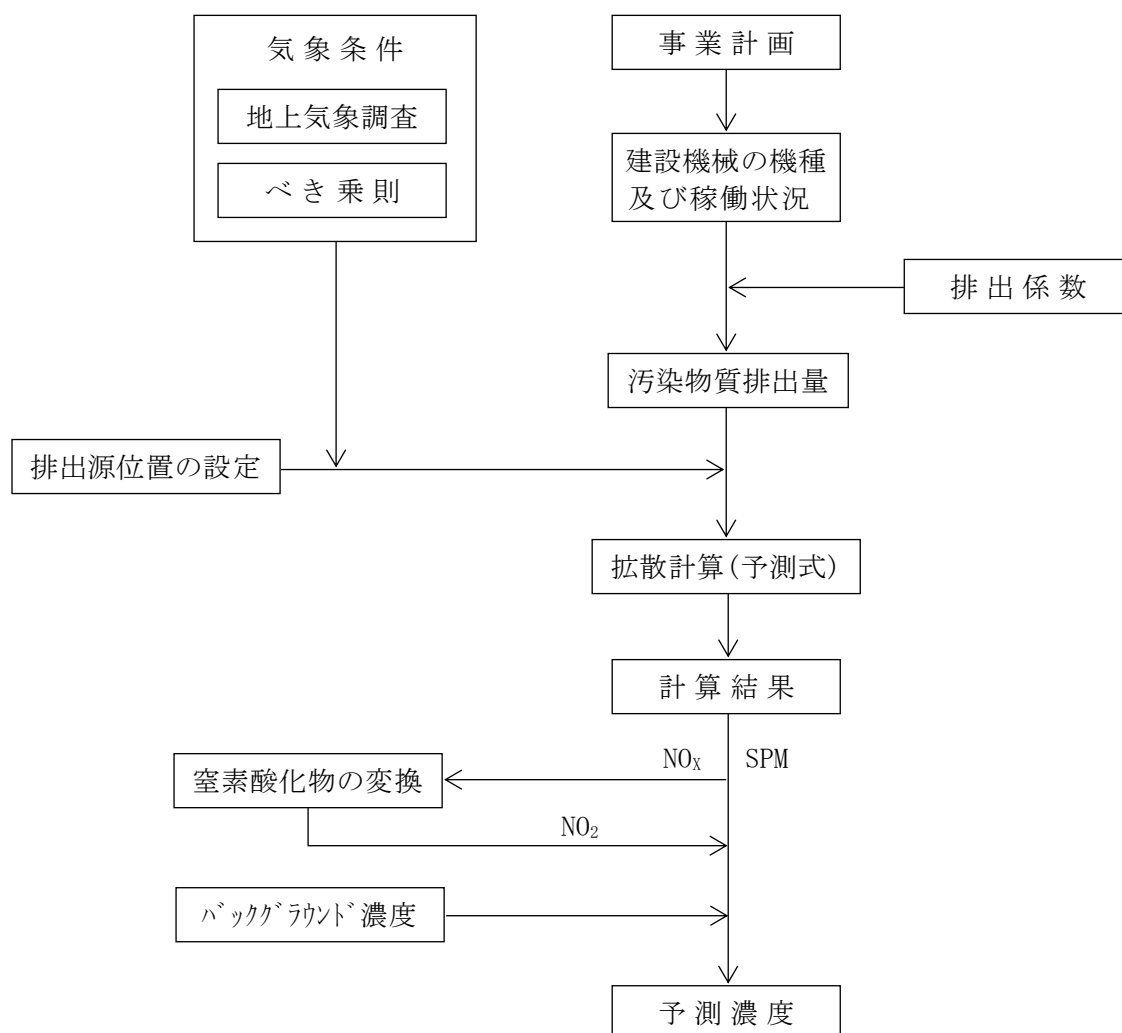 気象条件
地上気象調査
べき乗則
事業計画
建設機械の機種
及び稼働状況
排出係数
汚染物質排出量
排出源位置の設定
拡散計算(予測式)
計算結果
NOX SPM
窒素酸化物の変換
NO2
ﾊﾞｯｸｸﾞﾗｳﾝﾄﾞ濃度
予測濃度